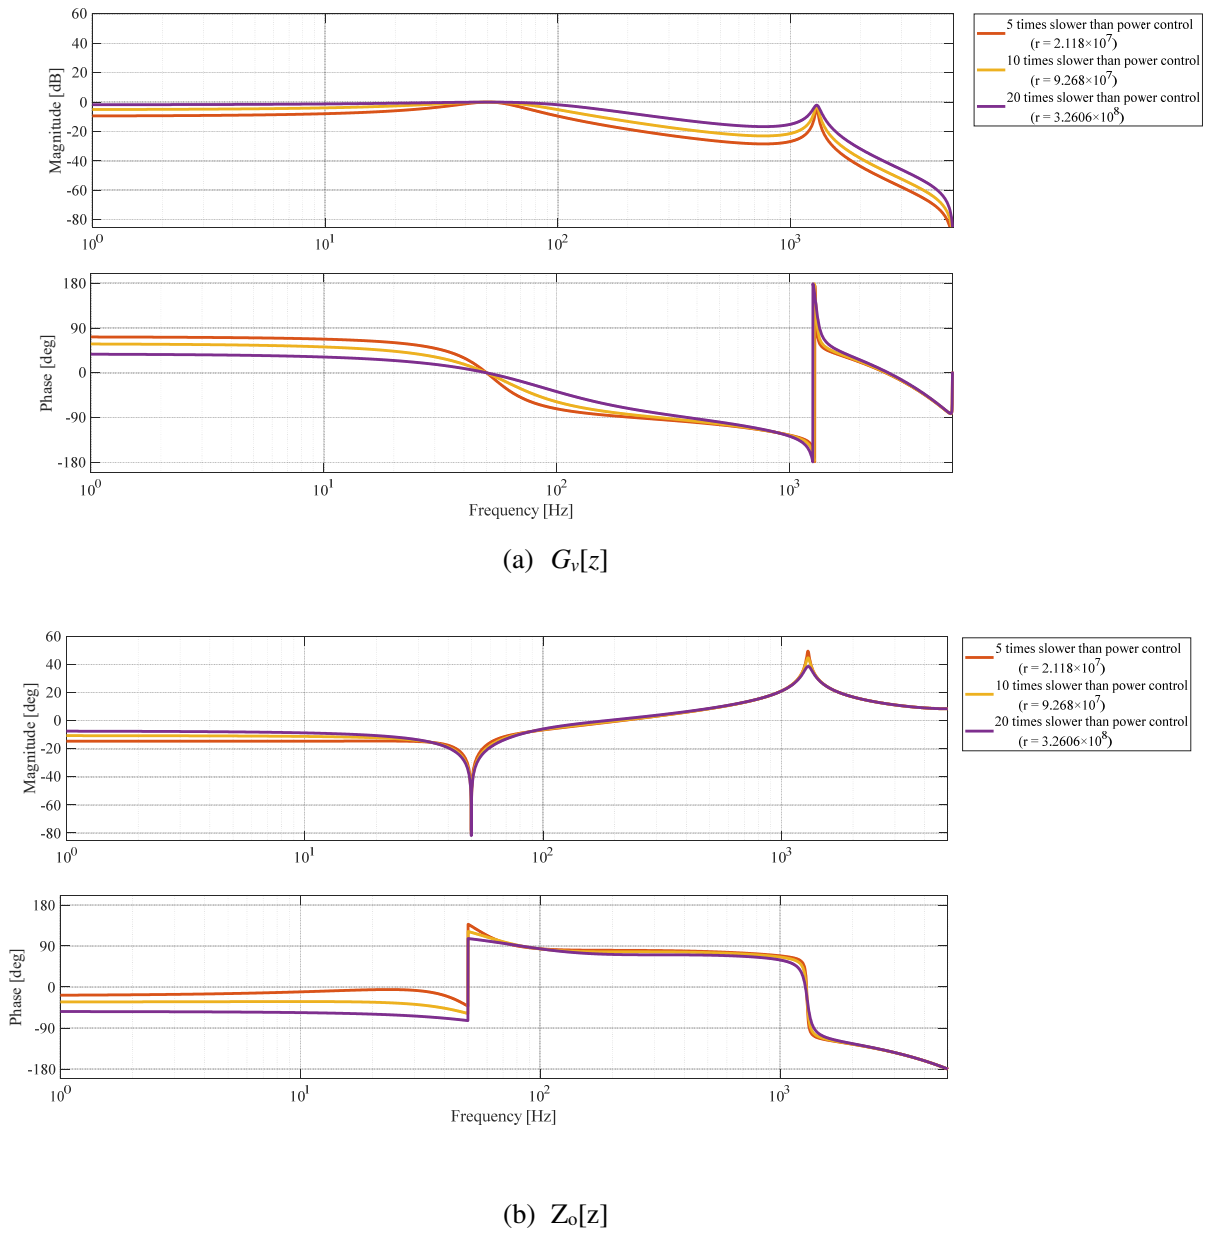 60
40
20
0
-20
-40
-60
-80
Magnitude [dB]
10^0
10^1
10^2
10^3
5 times slower than power control
(r = 2.118×10^7)
10 times slower than power control
(r = 9.268×10^7)
20 times slower than power control
(r = 3.2606×10^8)
180
90
0
-90
-180
Phase [deg]
10^0
10^1
10^2
10^3
Frequency [Hz]
(a) G_v[z]
60
40
20
0
-20
-40
-60
-80
Magnitude [deg]
10^0
10^1
10^2
10^3
5 times slower than power control
(r = 2.118×10^7)
10 times slower than power control
(r = 9.268×10^7)
20 times slower than power control
(r = 3.2606×10^8)
180
90
0
-90
-180
Phase [deg]
10^0
10^1
10^2
10^3
Frequency [Hz]
(b) Z_o[z]